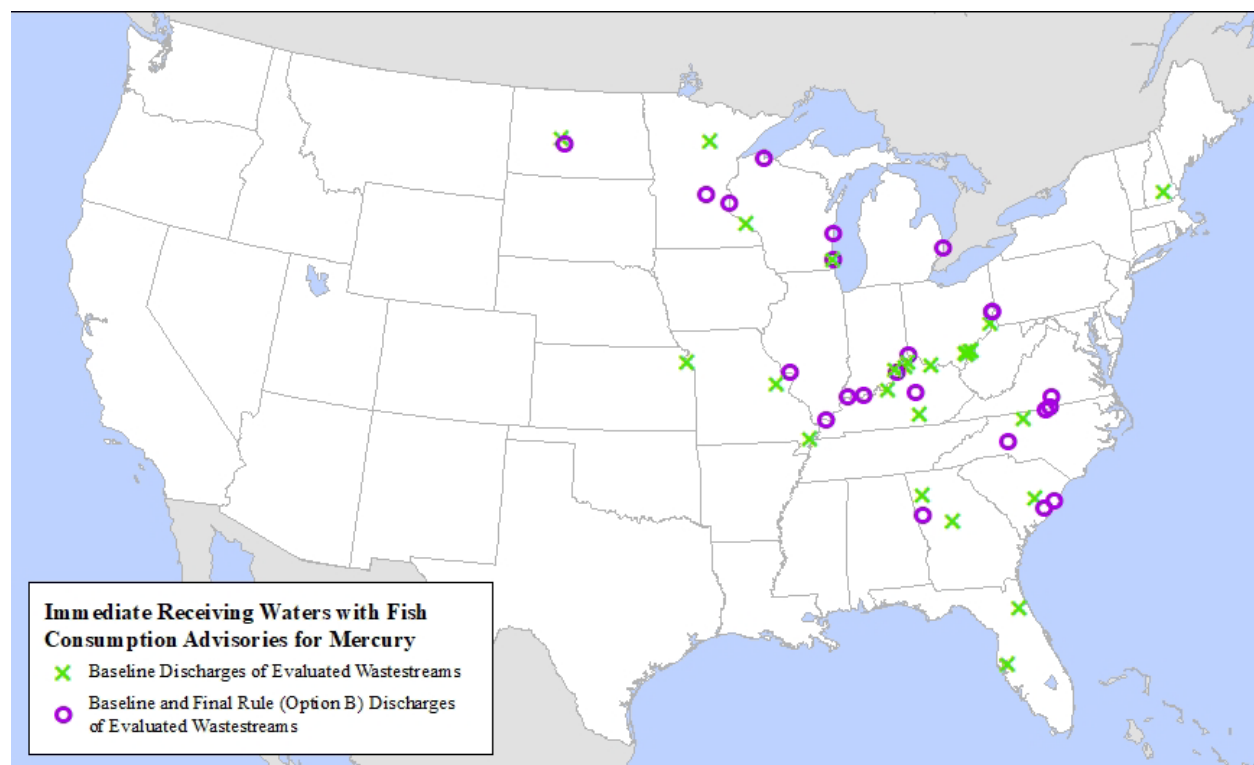 Immediate Receiving Waters with Fish
Consumption Advisories for Mercury
Baseline Discharges of Evaluated Wastestreams
Baseline and Final Rule (Option B) Discharges
of Evaluated Wastestreams